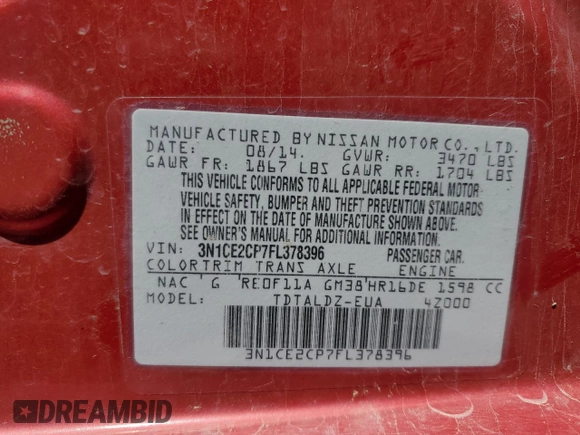 MANUFACTURED BY NISSAN MOTOR CO., LTD.
DATE: 08/14. GVWR: 3470 LBS
GAWR FR: 1867 LBS GAWR RR: 1704 LBS
THIS VEHICLE CONFORMS TO ALL APPLICABLE FEDERAL MOTOR
VEHICLE SAFETY, BUMPER AND THEFT PREVENTION STANDARDS
IN EFFECT ON THE DATE OF MANUFACTURE SHOWN ABOVE.
SEE OWNER'S MANUAL FOR ADDITIONAL INFORMATION.
VIN: 3N1CE2CP7FL378396 PASSENGER CAR.
COLOR TRIM TRANS AXLE ENGINE
NAC G RE0F11A GM38 HR16DE 1598 CC
MODEL: TDTALDZ-EUA 4Z000
3N1CE2CP7FL378396
DREAMBID